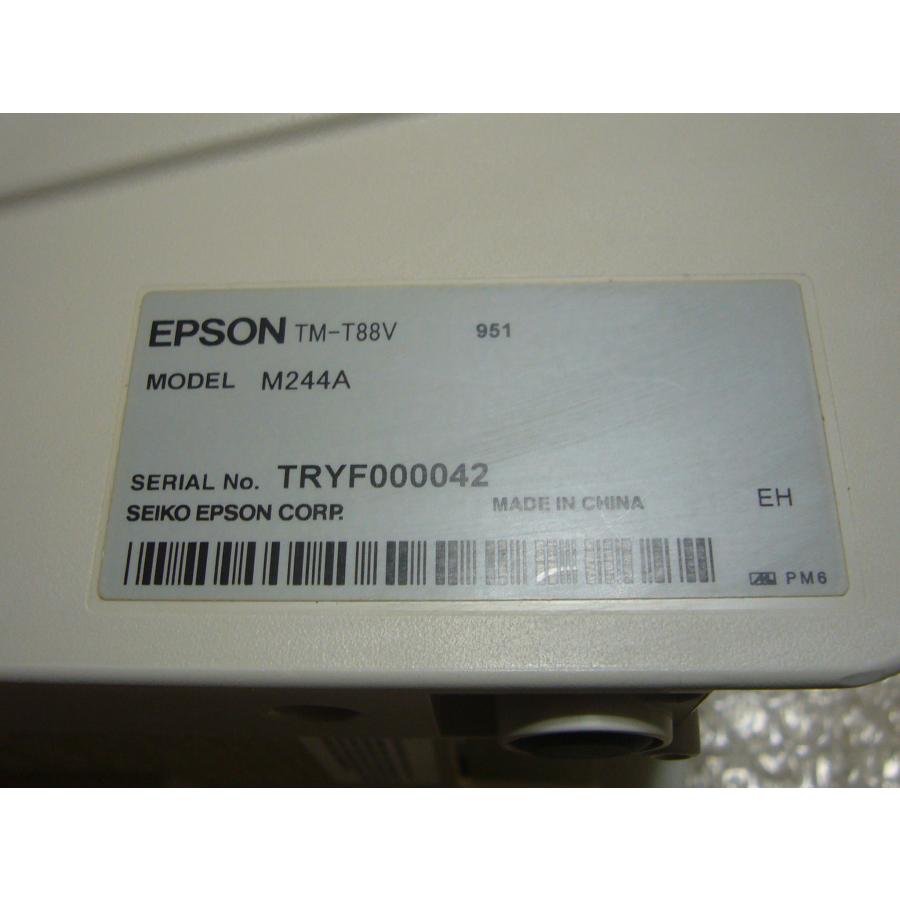 EPSON TM-T88V 951
MODEL M244A
SERIAL No. TRYF000042
SEIKO EPSON CORP. MADE IN CHINA EH
PM6